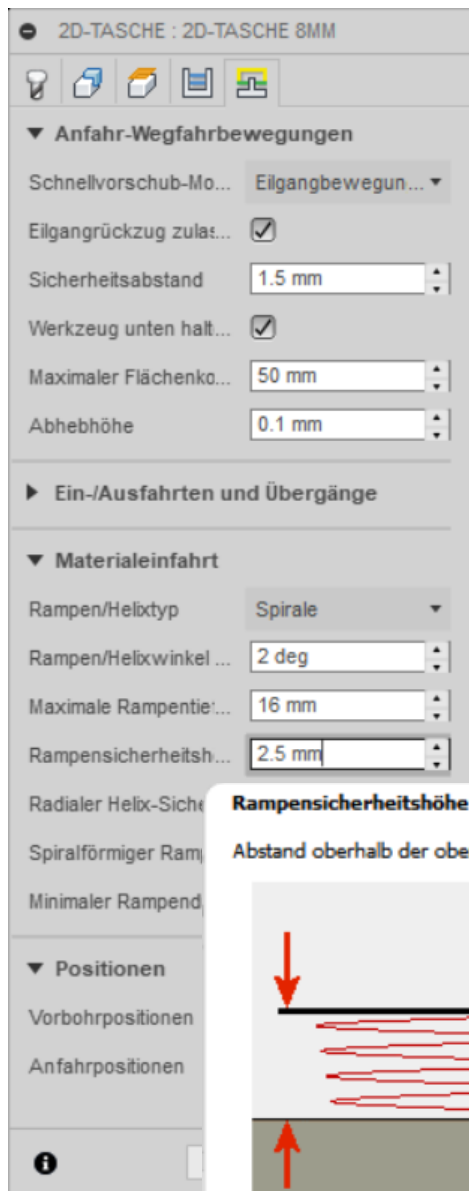 2D-TASCHE : 2D-TASCHE 8MM
Anfahr-Wegfahrbewegungen
Schnellvorschub-Mo... Eilgangbewegun...
Eilgangrückzug zulas...
Sicherheitsabstand 1.5 mm
Werkzeug unten halt...
Maximaler Flächenko... 50 mm
Abhebhöhe 0.1 mm
Ein-/Ausfahrten und Übergänge
Materialeinfahrt
Rampen/Helixtyp Spirale
Rampen/Helixwinkel ... 2 deg
Maximale Rampentie... 16 mm
Rampensicherheitsh... 2.5 mm
Radialer Helix-Siche
Rampensicherheitshöhe
Spiralförmiger Ramp
Abstand oberhalb der obe
Minimaler Rampend
Positionen
Vorbohrpositionen
Anfahrpositionen